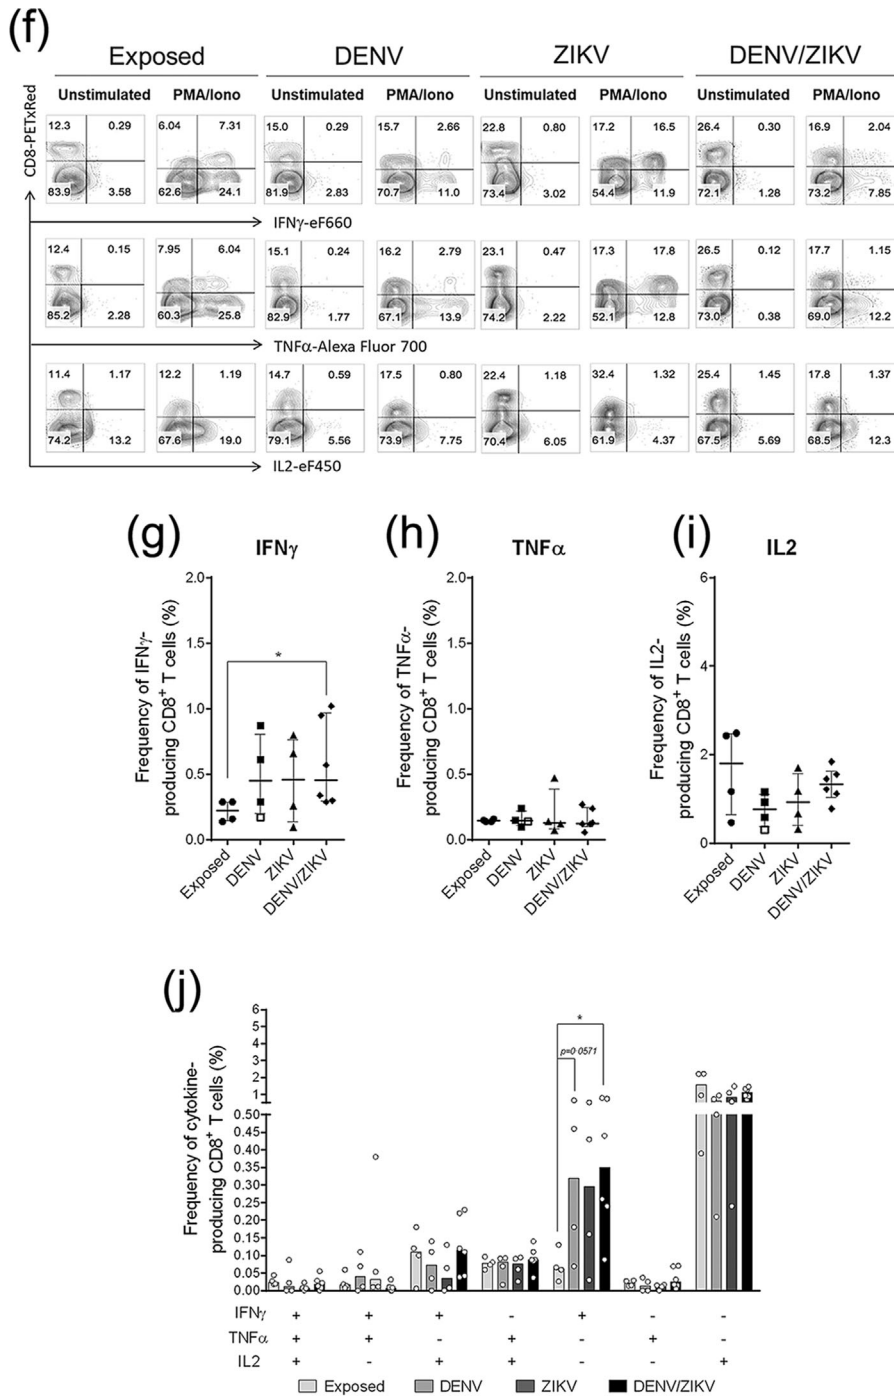 (f)
Exposed DENV ZIKV DENV/ZIKV
Unstimulated PMA/Iono Unstimulated PMA/Iono Unstimulated PMA/Iono Unstimulated PMA/Iono
CD8-PETxRed
12.3 0.29 6.04 7.31 15.0 0.29 15.7 2.66 22.8 0.80 17.2 16.5 26.4 0.30 16.9 2.04
83.9 3.58 62.6 24.1 81.9 2.83 70.7 11.0 73.4 3.02 54.4 11.9 72.1 1.28 73.2 7.85
IFNγ-eF660
12.4 0.15 7.95 6.04 15.1 0.24 16.2 2.79 23.1 0.47 17.3 17.8 26.5 0.12 17.7 1.15
85.2 2.28 60.3 25.8 82.9 1.77 67.1 13.9 74.2 2.22 52.1 12.8 73.0 0.38 69.0 12.2
TNFα-Alexa Fluor 700
11.4 1.17 12.2 1.19 14.7 0.59 17.5 0.80 22.4 1.18 32.4 1.32 25.4 1.45 17.8 1.37
74.2 13.2 67.6 19.0 79.1 5.56 73.9 7.75 70.4 6.05 61.9 4.37 67.5 5.69 68.5 12.3
IL2-eF450
(g)
IFNγ
Frequency of IFNγ-
producing CD8+ T cells (%)
2.0
1.5
1.0
0.5
0.0
*
Exposed
DENV
ZIKV
DENV/ZIKV
(h)
TNFα
Frequency of TNFα-
producing CD8+ T cells (%)
2.0
1.5
1.0
0.5
0.0
Exposed
DENV
ZIKV
DENV/ZIKV
(i)
IL2
Frequency of IL2-
producing CD8+ T cells (%)
6
4
2
0
Exposed
DENV
ZIKV
DENV/ZIKV
(j)
Frequency of cytokine-
producing CD8+ T cells (%)
6
5
4
3
2
1
0.50
0.45
0.40
0.35
0.30
0.25
0.20
0.15
0.10
0.05
0.00
*
p=0·0571
IFNγ + + + - + - -
TNFα + + - + - + -
IL2 + - + + - - +
Exposed DENV ZIKV DENV/ZIKV